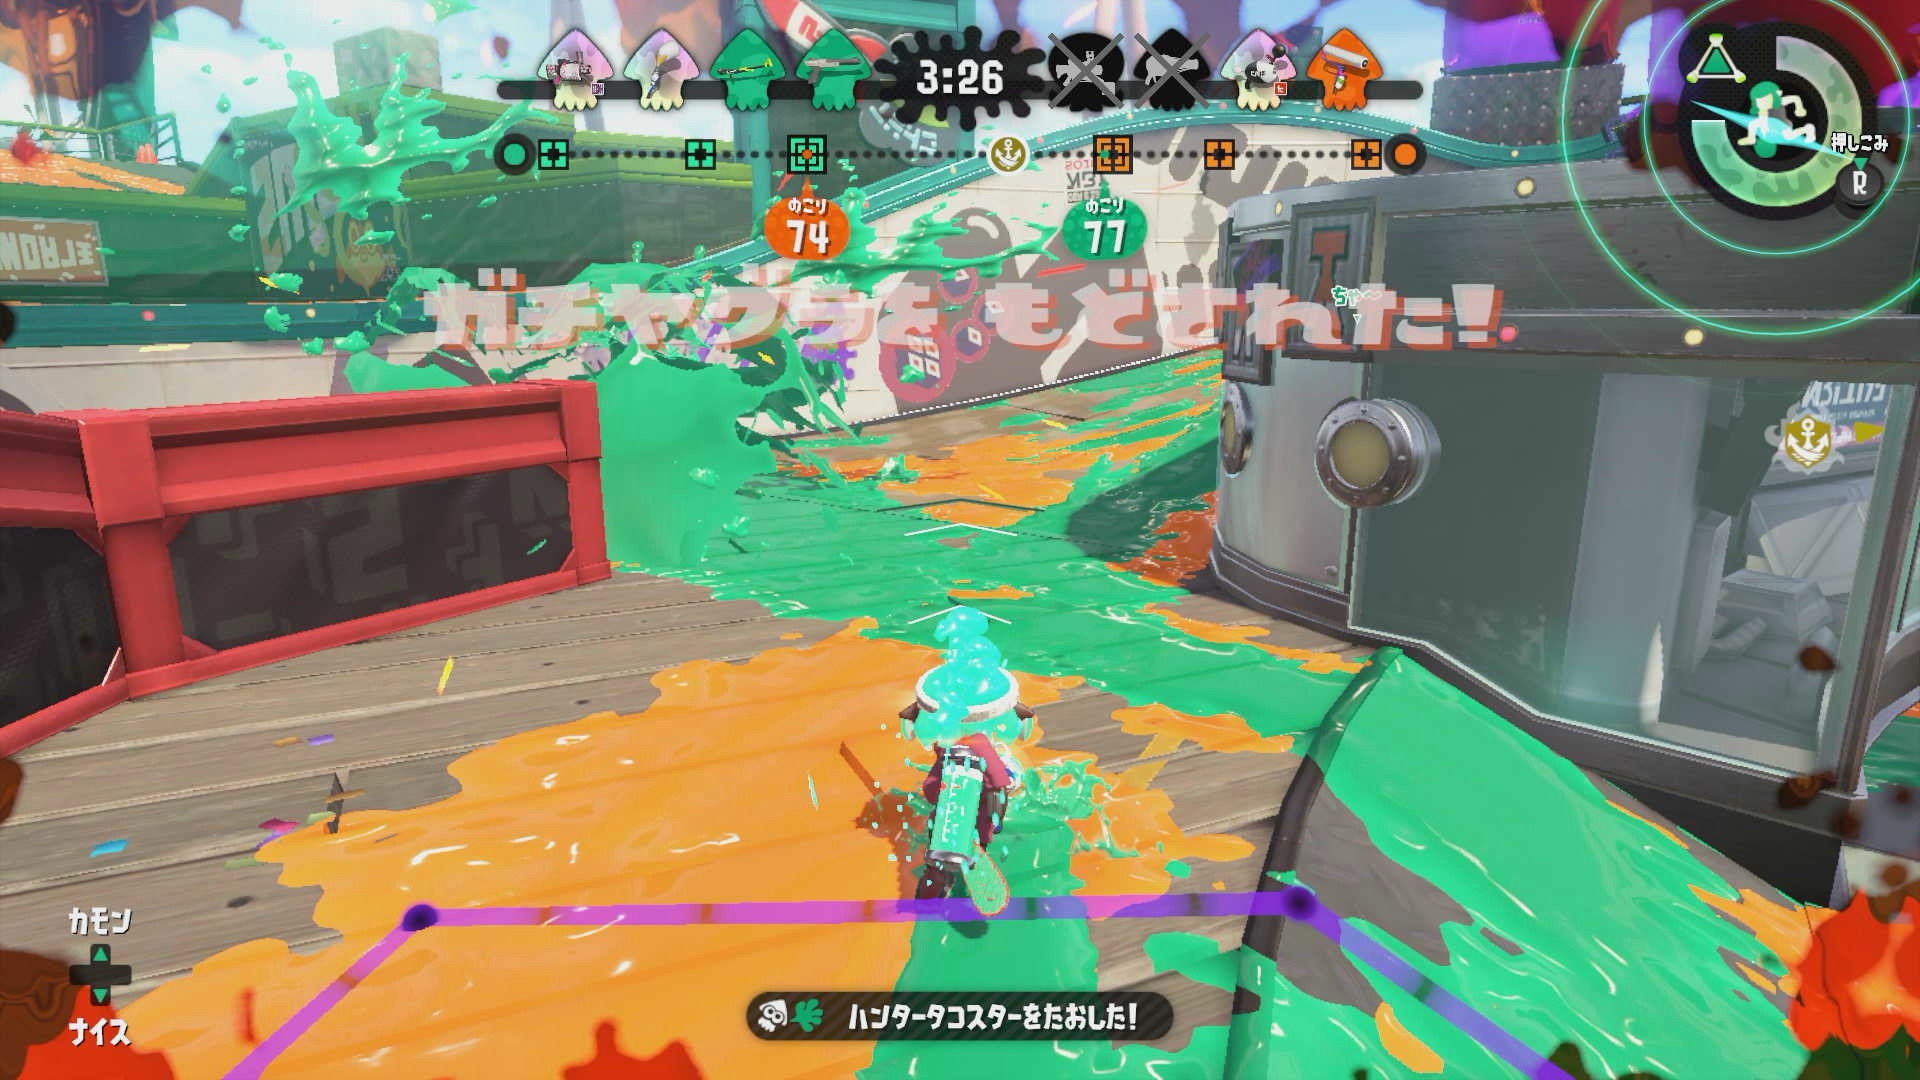 3:26
のこり
74
のこり
77
ガチヤグラを もどされた!
ちゃ〜
押しこみ
R
カモン
ナイス
ハンタータコスターをたおした!